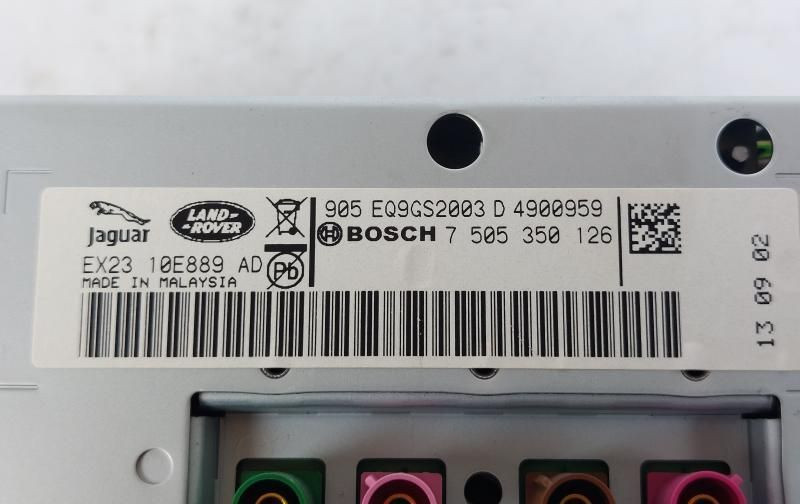 Jaguar
LAND-
ROVER
905 EQ9GS2003 D 4900959
BOSCH 7 505 350 126
EX23 10E889 AD
Pb
MADE IN MALAYSIA
13 09 02